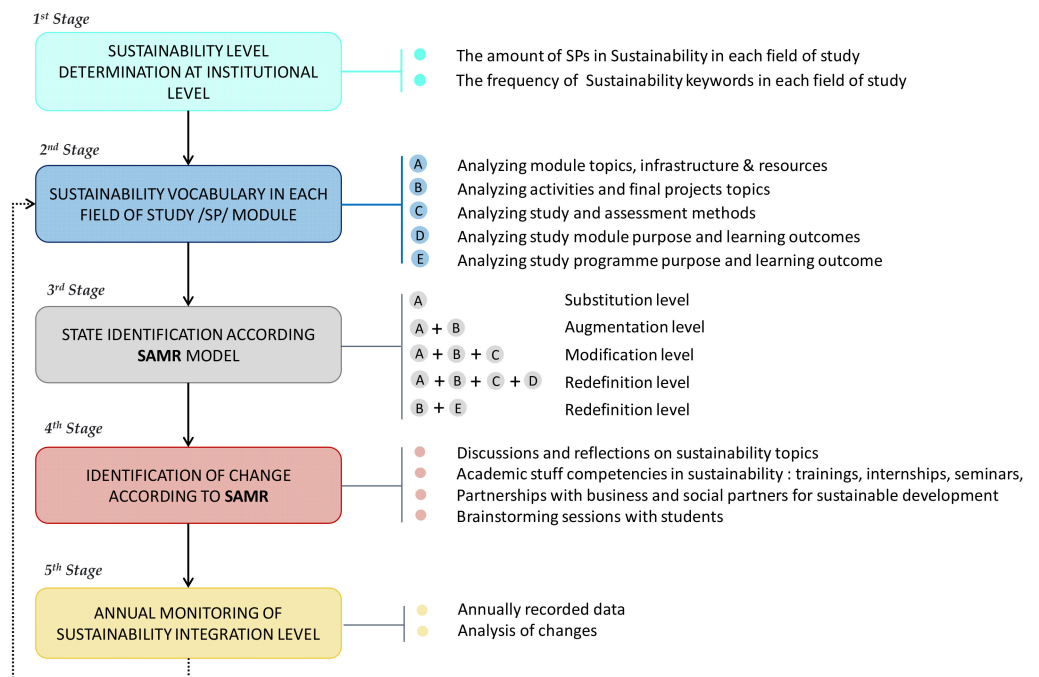 1st Stage
SUSTAINABILITY LEVEL
DETERMINATION AT INSTITUTIONAL
LEVEL
The amount of SPs in Sustainability in each field of study
The frequency of Sustainability keywords in each field of study
2nd Stage
SUSTAINABILITY VOCABULARY IN EACH
FIELD OF STUDY /SP/ MODULE
A Analyzing module topics, infrastructure & resources
B Analyzing activities and final projects topics
C Analyzing study and assessment methods
D Analyzing study module purpose and learning outcomes
E Analyzing study programme purpose and learning outcome
3rd Stage
STATE IDENTIFICATION ACCORDING
SAMR MODEL
A Substitution level
A + B Augmentation level
A + B + C Modification level
A + B + C + D Redefinition level
B + E Redefinition level
4th Stage
IDENTIFICATION OF CHANGE
ACCORDING TO SAMR
Discussions and reflections on sustainability topics
Academic stuff competencies in sustainability : trainings, internships, seminars,
Partnerships with business and social partners for sustainable development
Brainstorming sessions with students
5th Stage
ANNUAL MONITORING OF
SUSTAINABILITY INTEGRATION LEVEL
Annually recorded data
Analysis of changes